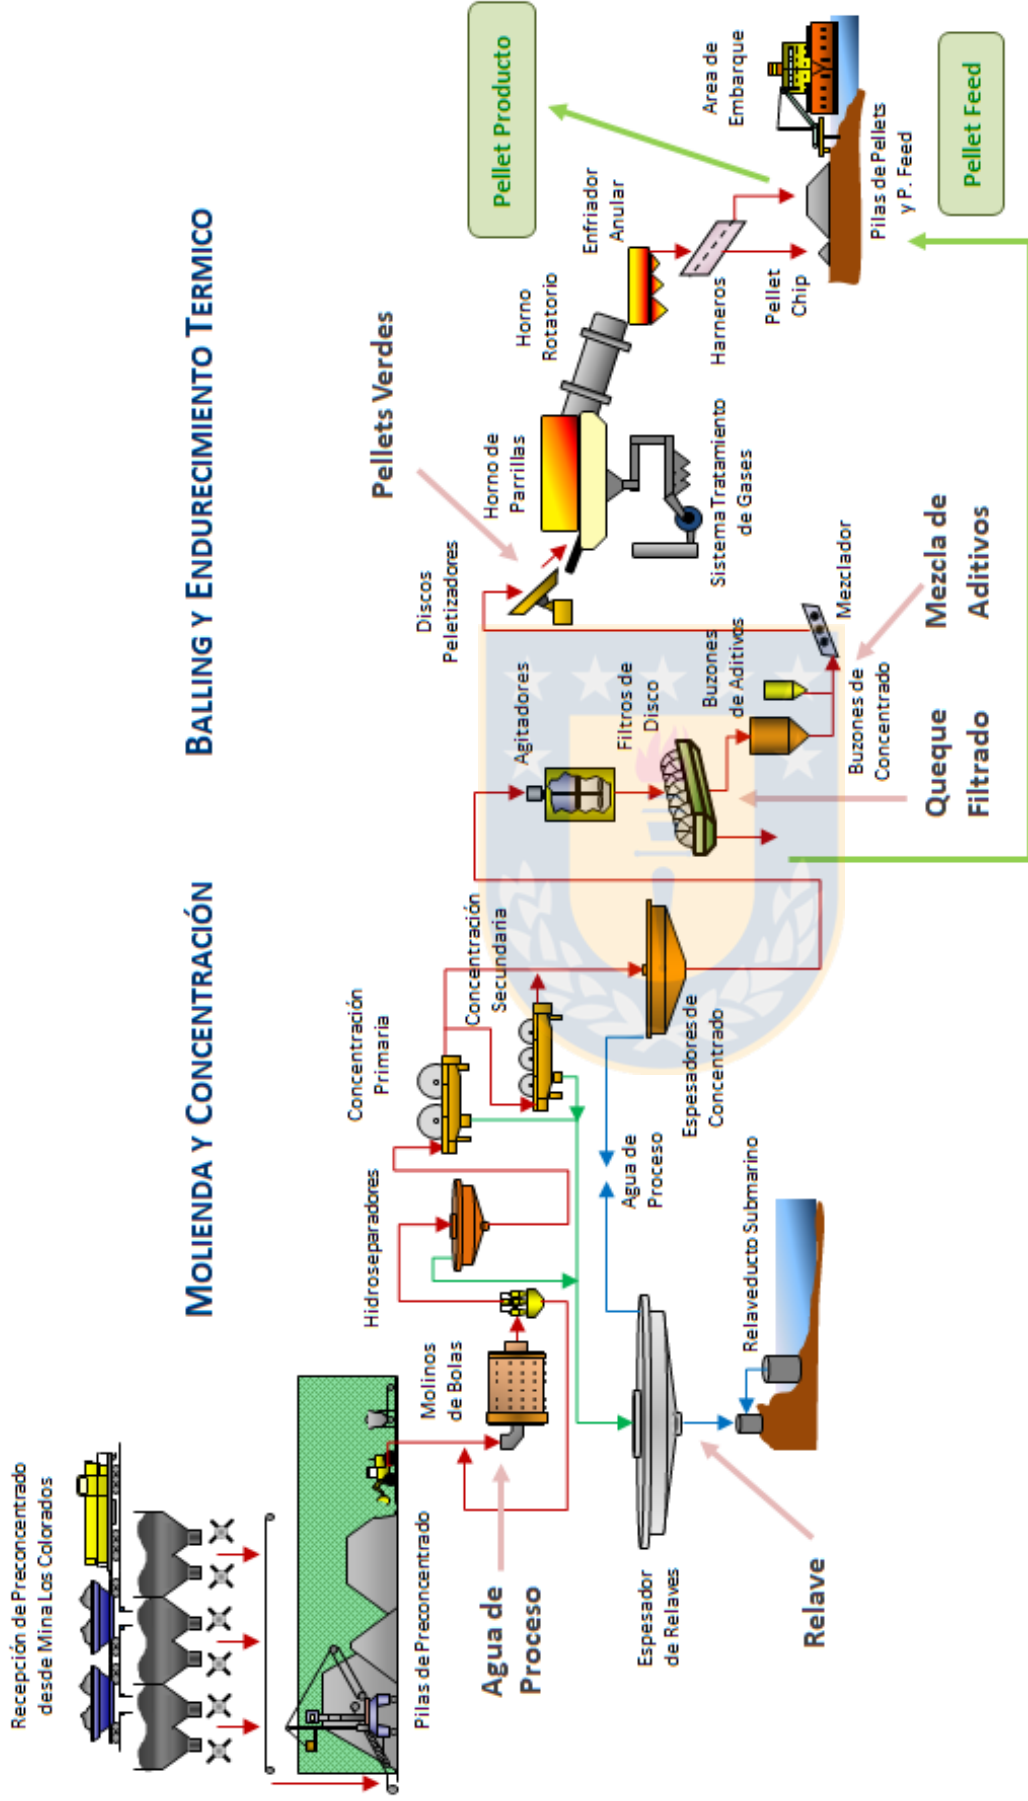 MOLIENDA Y CONCENTRACIÓN
BALLING Y ENDURECIMIENTO TERMICO
Recepción de Preconcentrado
desde Mina Los Colorados
Pilas de Preconcentrado
Agua de
Proceso
Molinos
de Bolas
Hidroseparadores
Concentración
Primaria
Concentración
Secundaria
Espesador
de Relaves
Relave
Relaveducto Submarino
Agua de
Proceso
Espesadores de
Concentrado
Agitadores
Filtros de
Disco
Queque
Filtrado
Buzones
de Aditivos
Buzones de
Concentrado
Mezcla de
Aditivos
Mezclador
Discos
Peletizadores
Pellets Verdes
Horno de
Parrillas
Sistema Tratamiento
de Gases
Horno
Rotatorio
Enfriador
Anular
Harneros
Pellet
Chip
Pellet Producto
Area de
Embarque
Pilas de Pellets
y P. Feed
Pellet Feed